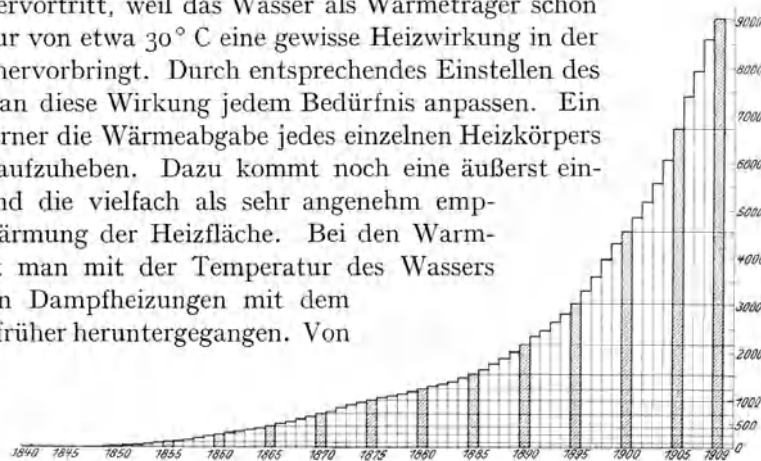 ervortritt, weil das Wasser als Wärmeträger schon
ur von etwa 30° C eine gewisse Heizwirkung in der
hervorbringt. Durch entsprechendes Einstellen des
an diese Wirkung jedem Bedürfnis anpassen. Ein
rner die Wärmeabgabe jedes einzelnen Heizkörpers
aufzuheben. Dazu kommt noch eine äußerst ein-
nd die vielfach als sehr angenehm emp-
ärmung der Heizfläche. Bei den Warm-
t man mit der Temperatur des Wassers
n Dampfheizungen mit dem
früher heruntergegangen. Von
9000
8000
7000
6000
5000
4000
3000
2000
1000
500
0
1840 1845 1850 1855 1860 1865 1870 1875 1880 1885 1890 1895 1900 1905 1909